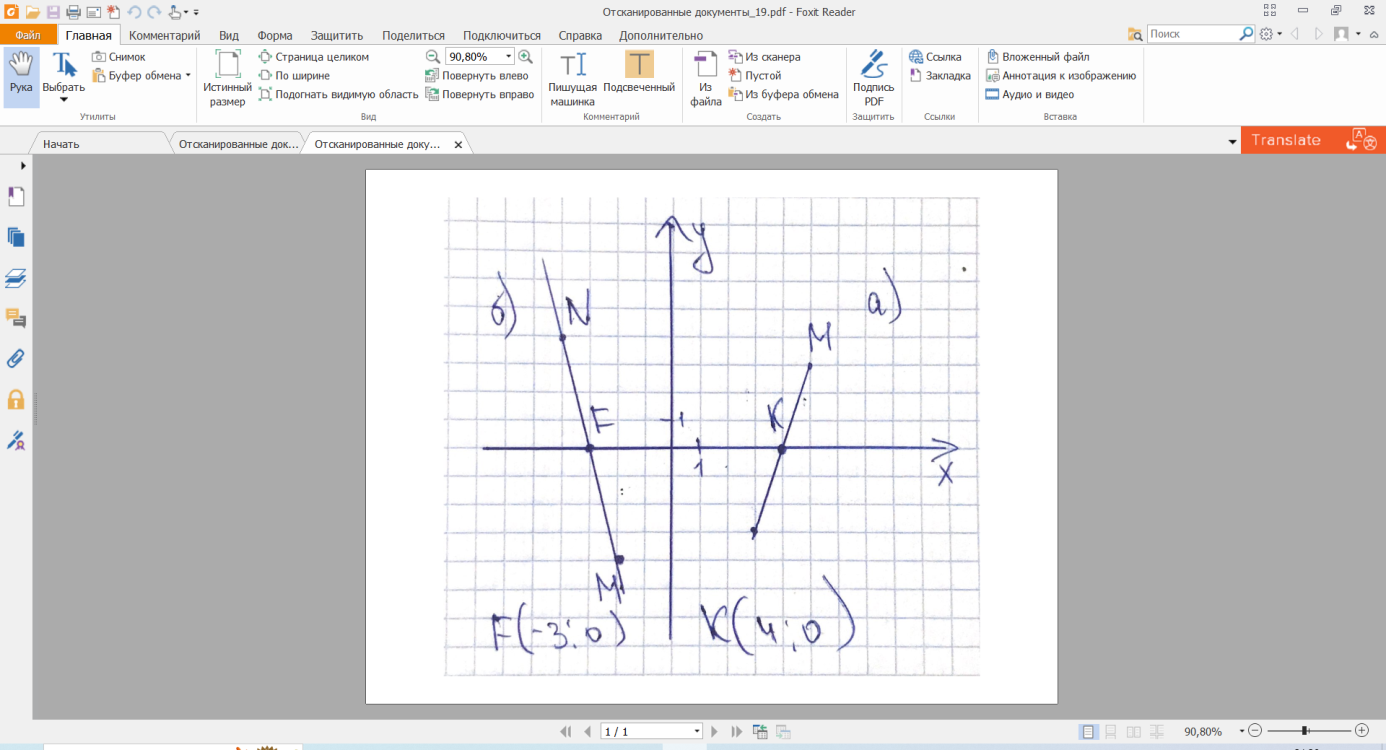 Отсканированные документы_19.pdf - Foxit Reader
Файл Главная Комментарий Вид Форма Защитить Поделиться Подключиться Справка Дополнительно Поиск
Рука
Выбрать
Снимок
Буфер обмена
Утилиты
Истинный размер
Страница целиком
По ширине
Подогнать видимую область
90,80%
Повернуть влево
Повернуть вправо
Вид
Пишущая машинка
Подсвеченный
Комментарий
Из файла
Из сканера
Пустой
Из буфера обмена
Создать
Подпись PDF
Защитить
Ссылка
Закладка
Ссылки
Вложенный файл
Аннотация к изображению
Аудио и видео
Вставка
Начать Отсканированные док... Отсканированные доку... Translate
y
б) N а)
M
F 1 K
1 x
M
F(-3; 0) K(4; 0)
1 / 1 90,80%